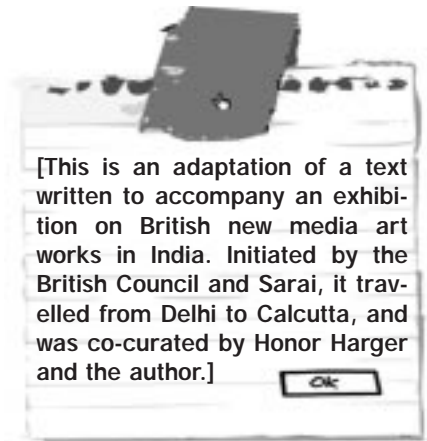 [This is an adaptation of a text
written to accompany an exhibi-
tion on British new media art
works in India. Initiated by the
British Council and Sarai, it trav-
elled from Delhi to Calcutta, and
was co-curated by Honor Harger
and the author.]
Ok